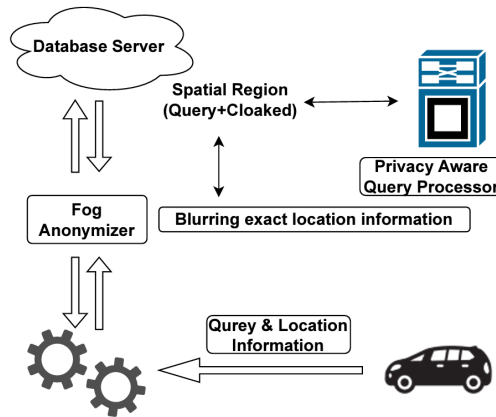 Database Server
Spatial Region
(Query+Cloaked)
Privacy Aware
Query Processor
Fog
Anonymizer
Blurring exact location information
Qurey & Location
Information